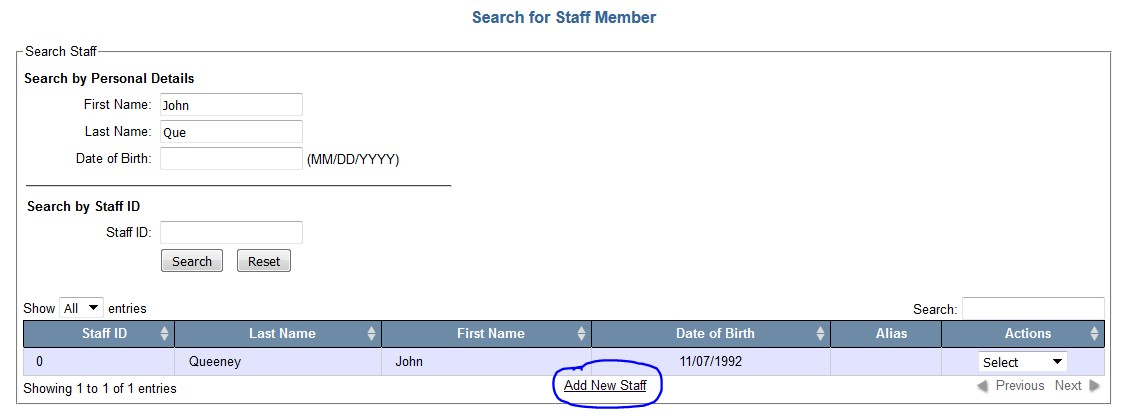 Search for Staff Member
Search Staff
Search by Personal Details
First Name: John
Last Name: Que
Date of Birth: (MM/DD/YYYY)
Search by Staff ID
Staff ID:
Search Reset
Show All entries Search:
Staff ID Last Name First Name Date of Birth Alias Actions
0 Queeney John 11/07/1992 Select
Showing 1 to 1 of 1 entries Add New Staff Previous Next